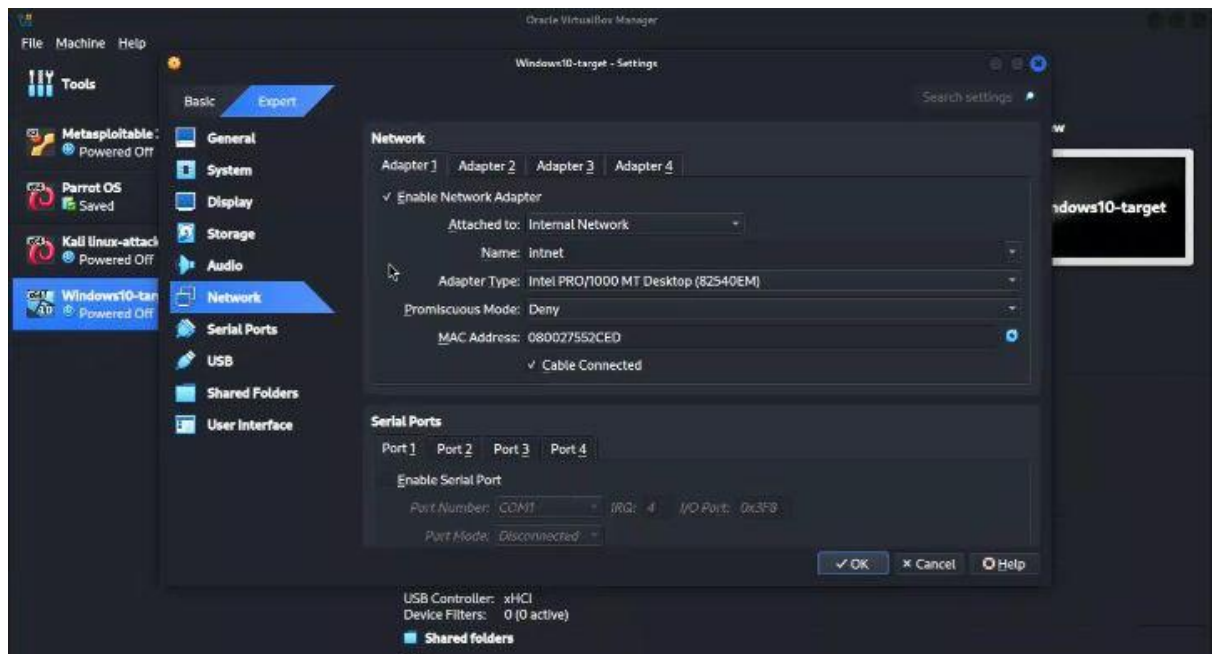 Oracle VirtualBox Manager
File Machine Help
Windows10-target - Settings
Tools
Basic Expert
Search settings
Metasploitable
Powered Off
Parrot OS
Saved
Kali linux-attack
Powered Off
Windows10-tar
Powered Off
General
System
Display
Storage
Audio
Network
Serial Ports
USB
Shared Folders
User Interface
Network
Adapter 1 Adapter 2 Adapter 3 Adapter 4
✓ Enable Network Adapter
Attached to: Internal Network
Name: intnet
Adapter Type: Intel PRO/1000 MT Desktop (82540EM)
Promiscuous Mode: Deny
MAC Address: 080027552CED
✓ Cable Connected
Serial Ports
Port 1 Port 2 Port 3 Port 4
Enable Serial Port
Port Number: COM1 IRQ: 4 I/O Port: 0x3F8
Port Mode: Disconnected
✓ OK × Cancel Help
w
ndows10-target
USB Controller: xHCI
Device Filters: 0 (0 active)
Shared folders